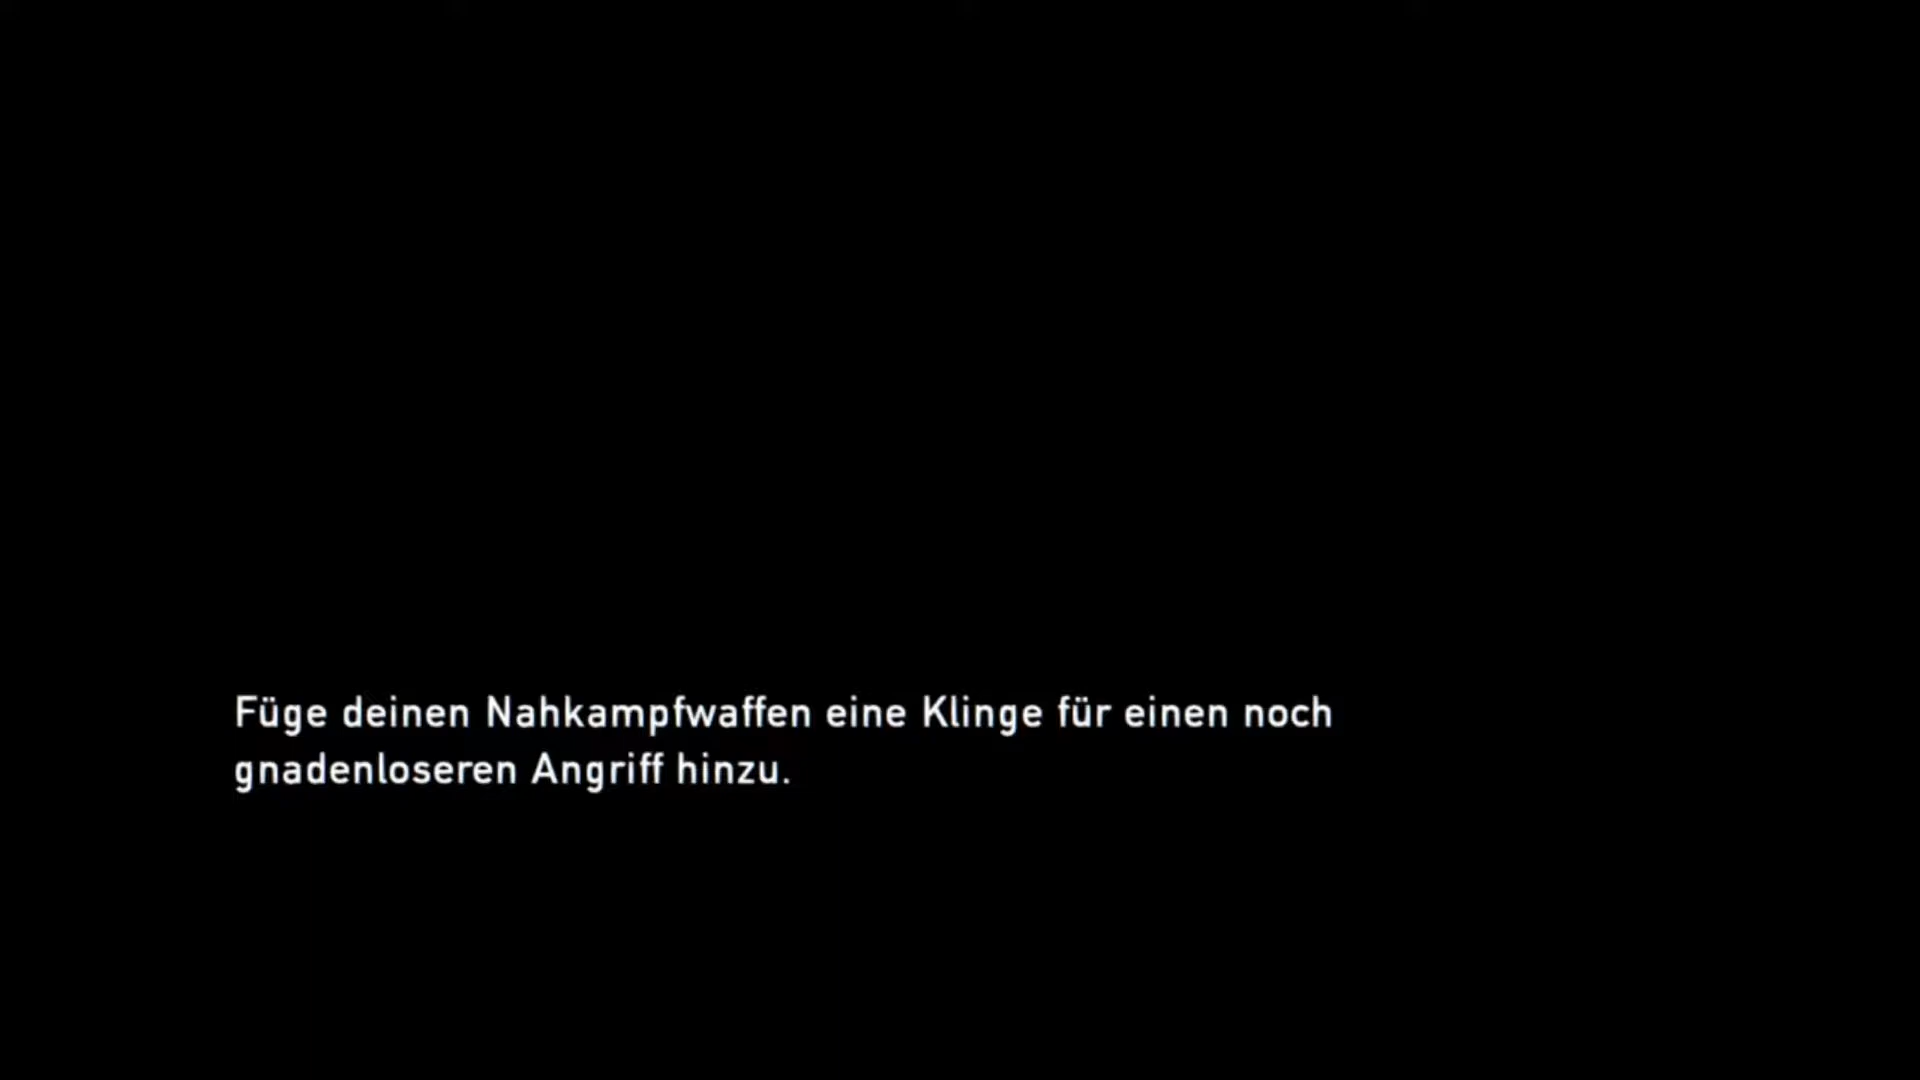 Füge deinen Nahkampfwaffen eine Klinge für einen noch
gnadenloseren Angriff hinzu.